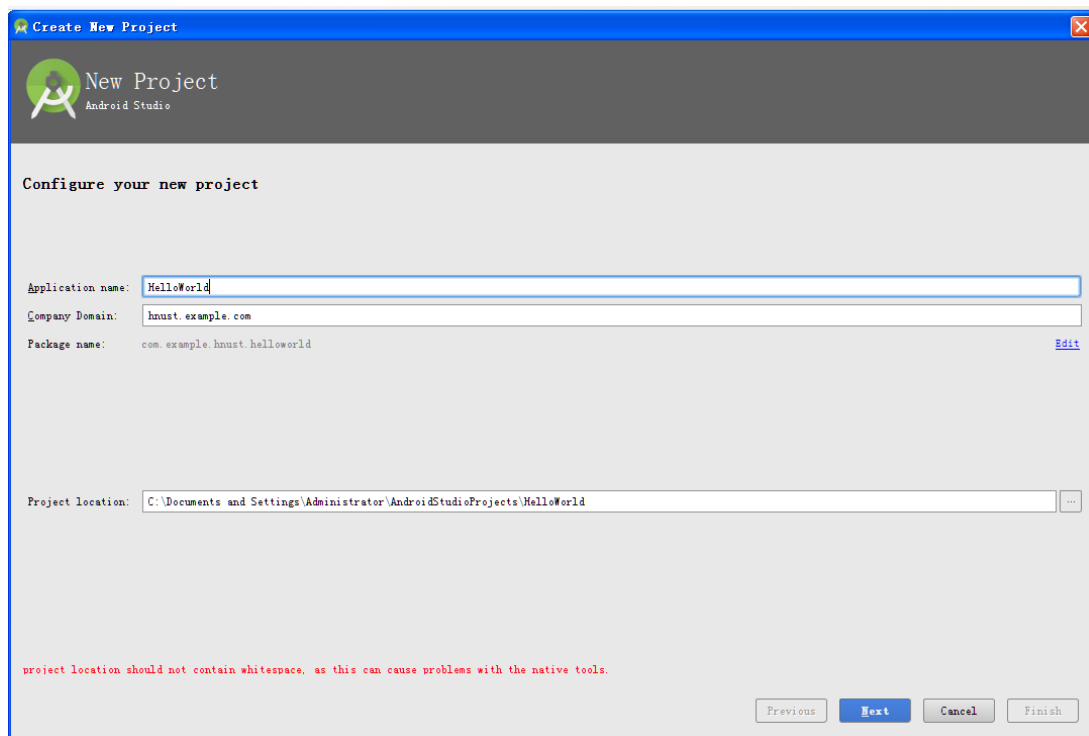 Create New Project
New Project
Android Studio
Configure your new project
Application name: HelloWorld
Company Domain: hnust.example.com
Package name: com.example.hnust.helloworld Edit
Project location: C:\Documents and Settings\Administrator\AndroidStudioProjects\HelloWorld ...
project location should not contain whitespace, as this can cause problems with the native tools.
Previous Next Cancel Finish